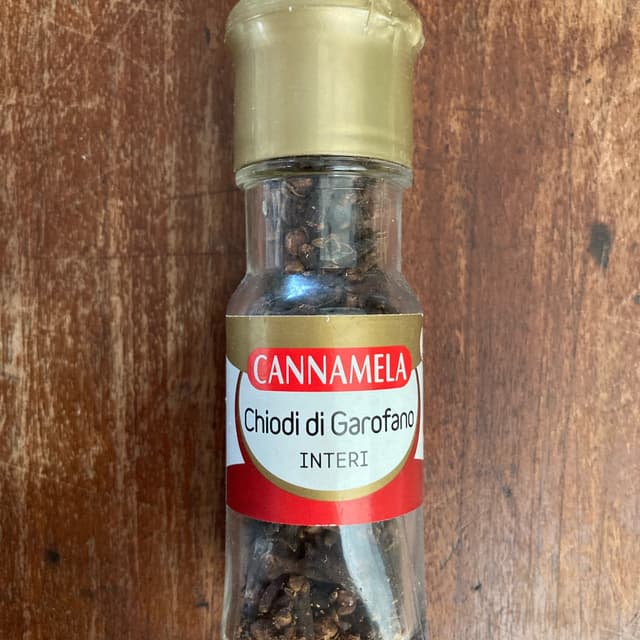 CANNAMELA
Chiodi di Garofano
INTERI